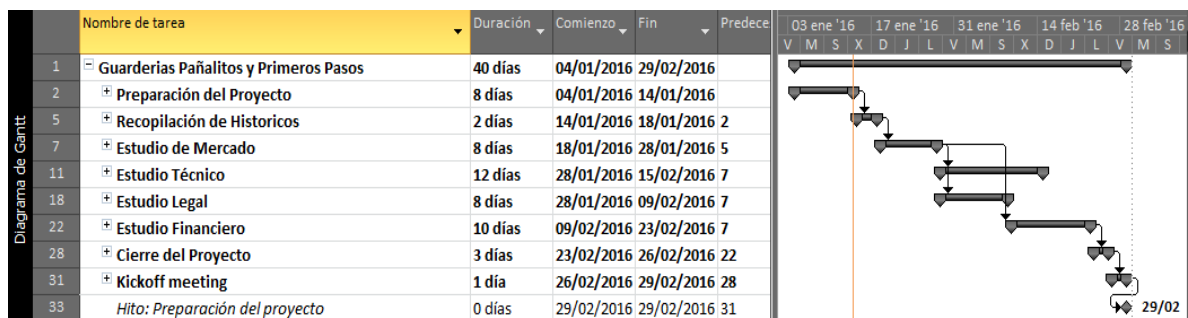 Nombre de tarea Duración Comienzo Fin Predece 03 ene '16 17 ene '16 31 ene '16 14 feb '16 28 feb '16
V M S X D J L V M S X D J L V M S
1 Guarderias Pañalitos y Primeros Pasos 40 días 04/01/2016 29/02/2016
2 Preparación del Proyecto 8 días 04/01/2016 14/01/2016
5 Recopilación de Historicos 2 días 14/01/2016 18/01/2016 2
7 Estudio de Mercado 8 días 18/01/2016 28/01/2016 5
11 Estudio Técnico 12 días 28/01/2016 15/02/2016 7
18 Estudio Legal 8 días 28/01/2016 09/02/2016 7
22 Estudio Financiero 10 días 09/02/2016 23/02/2016 7
28 Cierre del Proyecto 3 días 23/02/2016 26/02/2016 22
31 Kickoff meeting 1 día 26/02/2016 29/02/2016 28
33 Hito: Preparación del proyecto 0 días 29/02/2016 29/02/2016 31 29/02
Diagrama de Gantt